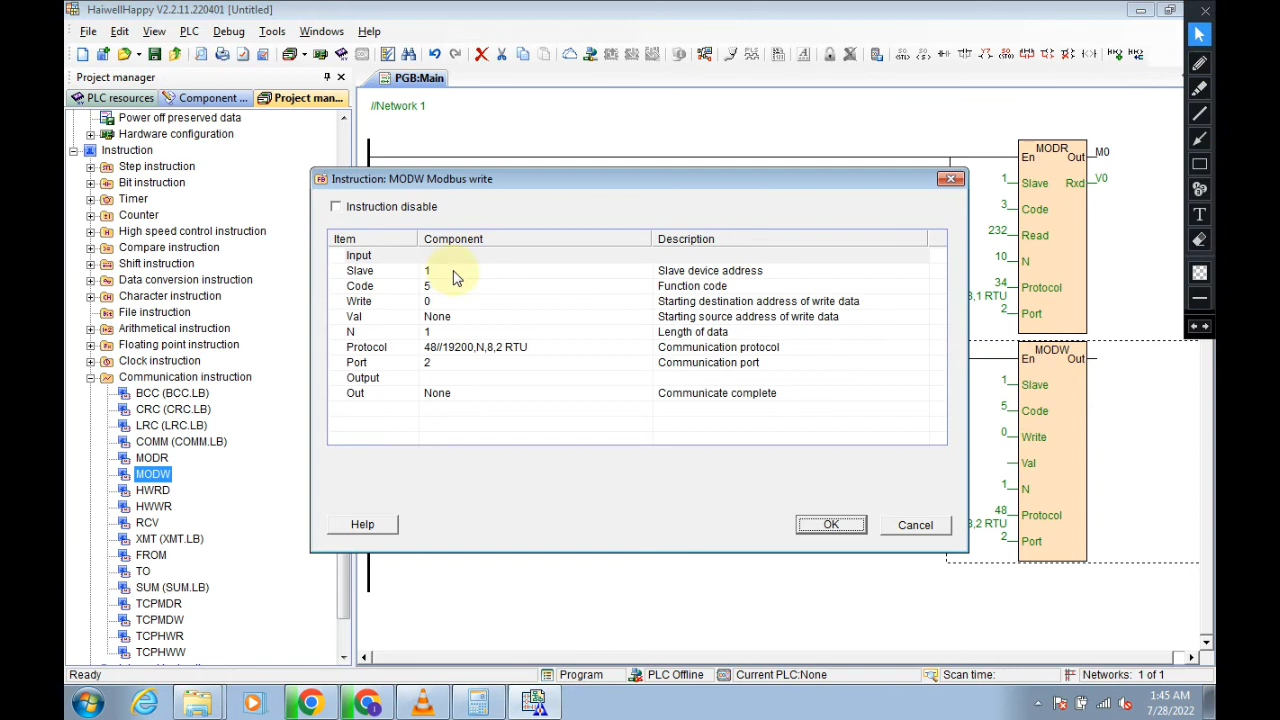 HaiwellHappy V2.2.11.220401 [Untitled]
File Edit View PLC Debug Tools Windows Help
Project manager
PGB:Main
PLC resources Component ... Project man...
Power off preserved data
Hardware configuration
Instruction
Step instruction
Bit instruction
Timer
Counter
High speed control instruction
Compare instruction
Shift instruction
Data conversion instruction
Character instruction
File instruction
Arithmetical instruction
Floating point instruction
Clock instruction
Communication instruction
BCC (BCC.LB)
CRC (CRC.LB)
LRC (LRC.LB)
COMM (COMM.LB)
MODR
MODW
HWRD
HWWR
RCV
XMT (XMT.LB)
FROM
TO
SUM (SUM.LB)
TCPMDR
TCPMDW
TCPHWR
TCPHWW
//Network 1
MODR
En Out M0
1 Slave Rxd V0
3 Code
232 Read
10 N
34 Protocol
8,1 RTU
2 Port
MODW
En Out
1 Slave
5 Code
0 Write
Val
1 N
48 Protocol
8,2 RTU
2 Port
Instruction: MODW Modbus write
Instruction disable
Item Component Description
Input
Slave 1 Slave device address
Code 5 Function code
Write 0 Starting destination address of write data
Val None Starting source address of write data
N 1 Length of data
Protocol 48//19200,N,8,2 RTU Communication protocol
Port 2 Communication port
Output
Out None Communicate complete
Help OK Cancel
Ready Program PLC Offline Current PLC:None Scan time: Networks: 1 of 1
1:45 AM
7/28/2022